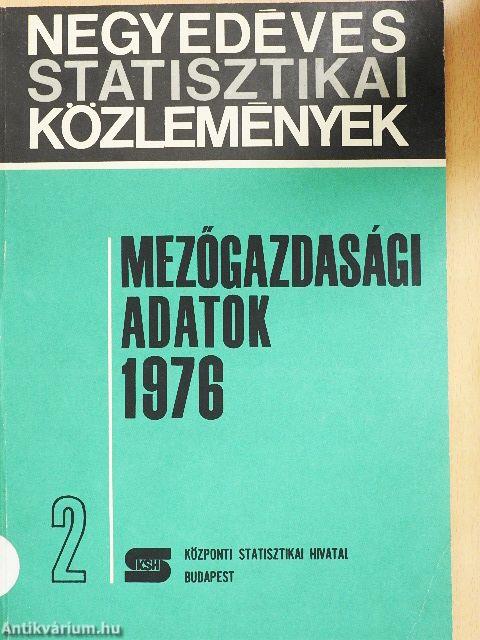 NEGYEDÉVES
STATISZTIKAI
KÖZLEMÉNYEK
MEZŐGAZDASÁGI
ADATOK
1976
2
KSH
KÖZPONTI STATISZTIKAI HIVATAL
BUDAPEST
Antikvárium.hu